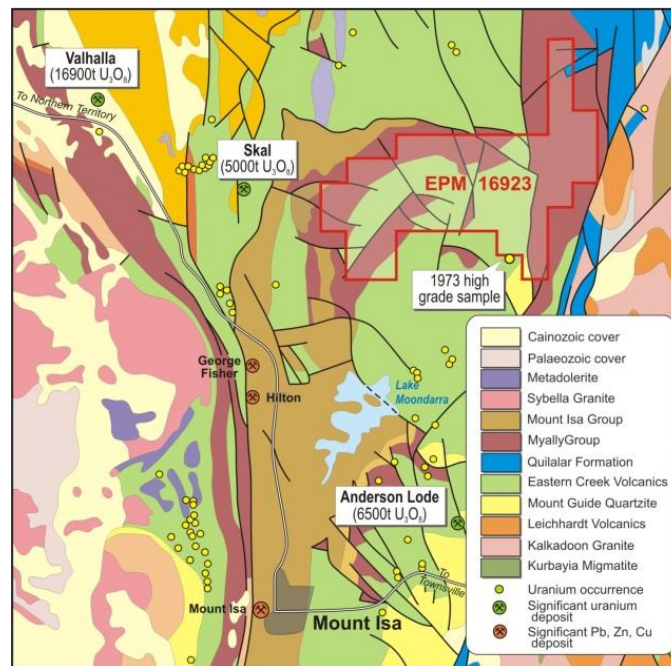 Valhalla
(16900t U₃O₈)
To Northern Territory
Skal
(5000t U₃O₈)
EPM 16923
1973 high
grade sample
George
Fisher
Hilton
Lake
Moondarra
Anderson Lode
(6500t U₃O₈)
To
Townsville
Mount Isa
Mount Isa
Cainozoic cover
Palaeozoic cover
Metadolerite
Sybella Granite
Mount Isa Group
MyallyGroup
Quilalar Formation
Eastern Creek Volcanics
Mount Guide Quartzite
Leichhardt Volcanics
Kalkadoon Granite
Kurbayia Migmatite
Uranium occurrence
Significant uranium
deposit
Significant Pb, Zn, Cu
deposit